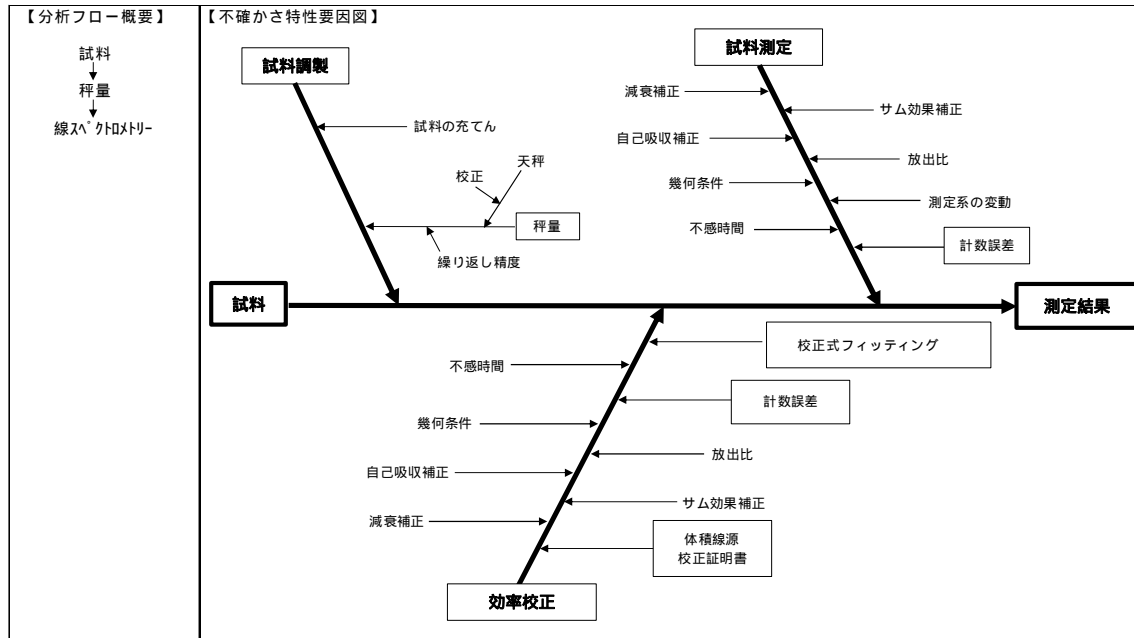 【分析フロー概要】
試料
秤量
線スペクトロメトリー
【不確かさ特性要因図】
試料調製
試料の充てん
天秤
校正
秤量
繰り返し精度
試料測定
減衰補正
サム効果補正
自己吸収補正
放出比
幾何条件
測定系の変動
不感時間
計数誤差
試料
測定結果
校正式フィッティング
不感時間
計数誤差
幾何条件
放出比
自己吸収補正
サム効果補正
減衰補正
体積線源
校正証明書
効率校正